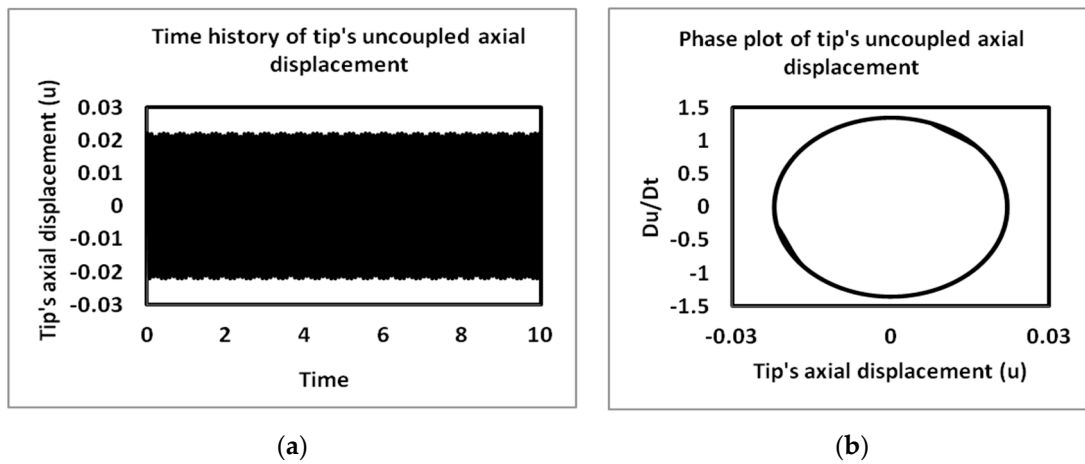 Time history of tip's uncoupled axial
displacement
Tip's axial displacement (u)
0.03
0.02
0.01
0
-0.01
-0.02
-0.03
0 2 4 6 8 10
Time
(a)
Phase plot of tip's uncoupled axial
displacement
Du/Dt
1.5
1
0.5
0
-0.5
-1
-1.5
-0.03 0 0.03
Tip's axial displacement (u)
(b)